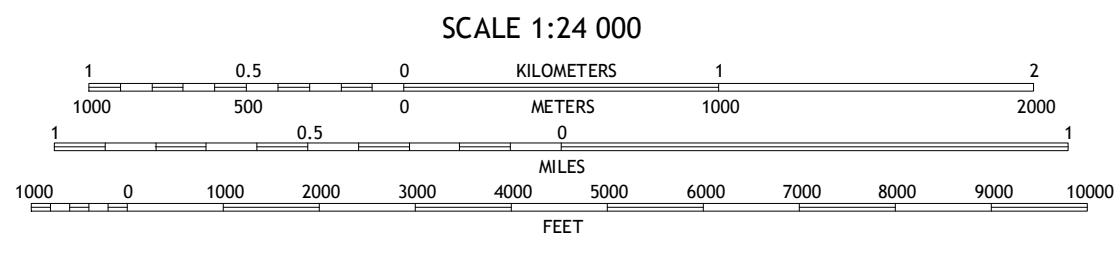 SCALE 1:24 000
1 0.5 0 KILOMETERS 1 2
1000 500 0 METERS 1000 2000
1 0.5 0 1
MILES
1000 0 1000 2000 3000 4000 5000 6000 7000 8000 9000 10000
FEET